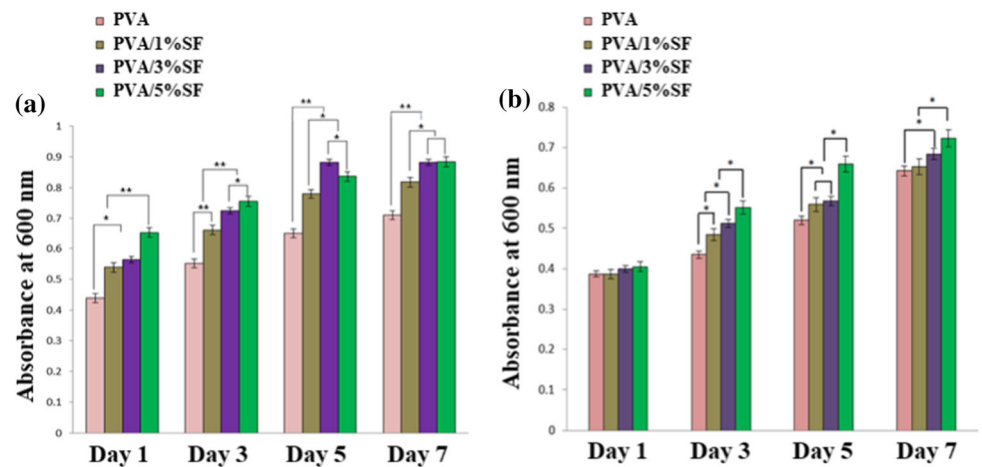 (a)
PVA
PVA/1%SF
PVA/3%SF
PVA/5%SF
Absorbance at 600 nm
1
0.9
0.8
0.7
0.6
0.5
0.4
0.3
0.2
0.1
0
* **
** ** *
** * *
** *
Day 1 Day 3 Day 5 Day 7
(b)
PVA
PVA/1%SF
PVA/3%SF
PVA/5%SF
Absorbance at 600 nm
0.8
0.7
0.6
0.5
0.4
0.3
0.2
0.1
0
* * *
* *
* *
Day 1 Day 3 Day 5 Day 7